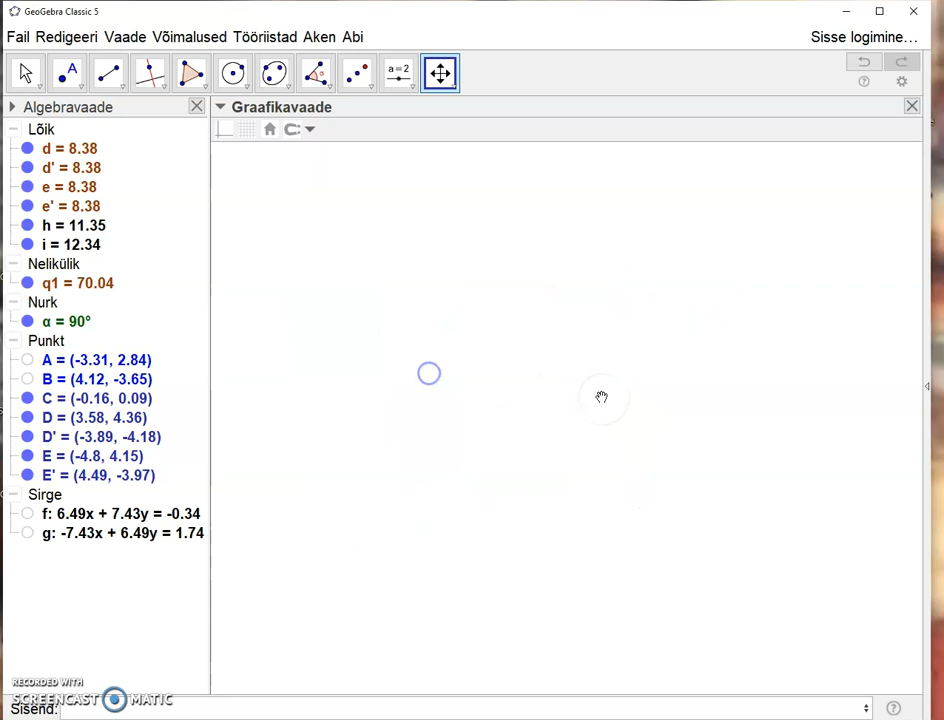 GeoGebra Classic 5
Fail Redigeeri Vaade Võimalused Tööriistad Aken Abi
Sisse logimine...
A
a=2
Algebravaade
Graafikavaade
Lõik
d = 8.38
d' = 8.38
e = 8.38
e' = 8.38
h = 11.35
i = 12.34
Nelikülik
q1 = 70.04
Nurk
α = 90°
Punkt
A = (-3.31, 2.84)
B = (4.12, -3.65)
C = (-0.16, 0.09)
D = (3.58, 4.36)
D' = (-3.89, -4.18)
E = (-4.8, 4.15)
E' = (4.49, -3.97)
Sirge
f: 6.49x + 7.43y = -0.34
g: -7.43x + 6.49y = 1.74
RECORDED WITH
SCREENCAST MATIC
Sisend: